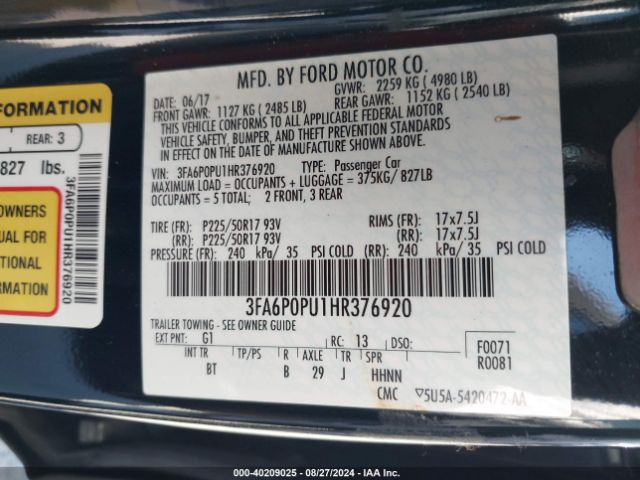 FORMATION
REAR: 3
827 lbs.
OWNERS
UAL FOR
TIONAL
MATION
3FA6P0PU1HR376920
MFD. BY FORD MOTOR CO.
DATE: 06/17 GVWR: 2259 KG ( 4980 LB)
FRONT GAWR: 1127 KG ( 2485 LB) REAR GAWR: 1152 KG ( 2540 LB)
THIS VEHICLE CONFORMS TO ALL APPLICABLE FEDERAL MOTOR
VEHICLE SAFETY, BUMPER, AND THEFT PREVENTION STANDARDS
IN EFFECT ON THE DATE OF MANUFACTURE SHOWN ABOVE.
VIN: 3FA6P0PU1HR376920 TYPE: Passenger Car
MAXIMUM LOAD = OCCUPANTS + LUGGAGE = 375KG/ 827LB
OCCUPANTS = 5 TOTAL: 2 FRONT, 3 REAR
TIRE (FR): P225/50R17 93V RIMS (FR): 17x7.5J
(RR): P225/50R17 93V (RR): 17x7.5J
PRESSURE (FR): 240 kPa/ 35 PSI COLD (RR): 240 kPa/ 35 PSI COLD
3FA6P0PU1HR376920
TRAILER TOWING - SEE OWNER GUIDE
EXT PNT: G1 RC: 13 DSO: F0071
R0081
INT TR TP/PS R AXLE TR SPR
BT B 29 J HHNN
CMC ▽5U5A-5420472-AA
000-40209025 - 08/27/2024 - IAA